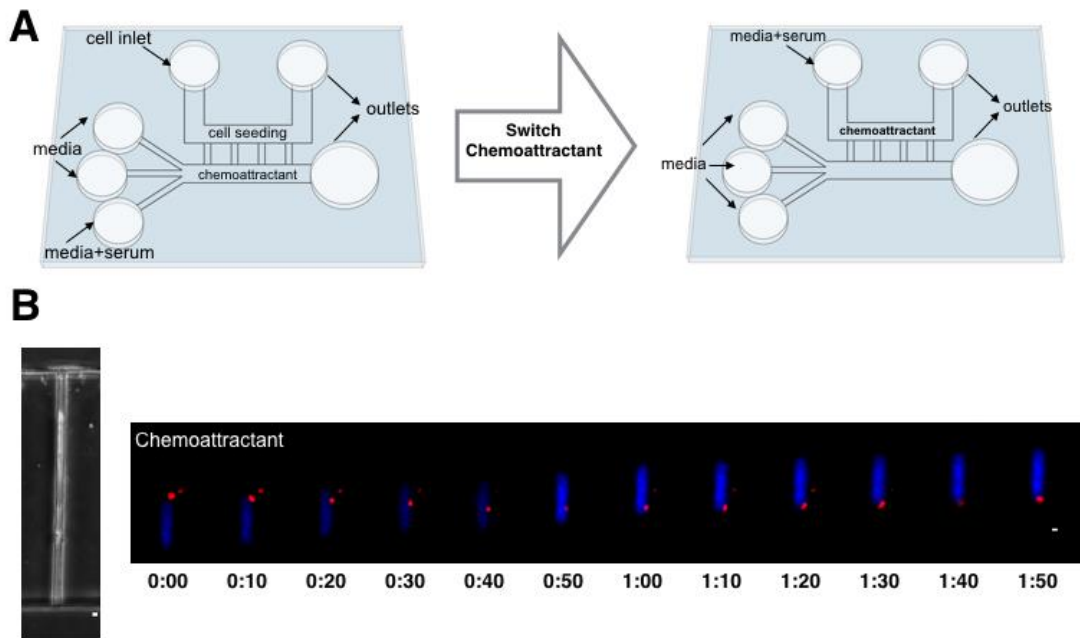 A
cell inlet
media
cell seeding
chemoattractant
outlets
media+serum
Switch
Chemoattractant
media+serum
chemoattractant
outlets
media
B
Chemoattractant
0:00 0:10 0:20 0:30 0:40 0:50 1:00 1:10 1:20 1:30 1:40 1:50